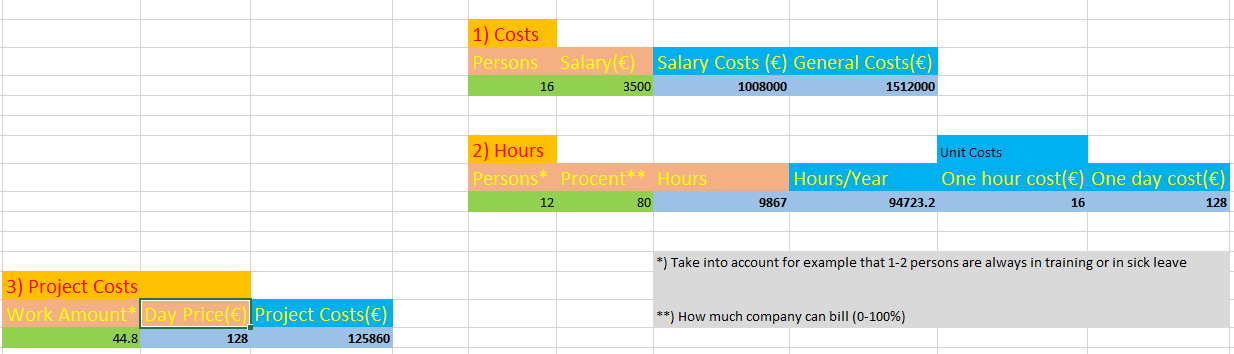 1) Costs
Persons Salary(€) Salary Costs (€) General Costs(€)
16 3500 1008000 1512000
2) Hours Unit Costs
Persons* Procent** Hours Hours/Year One hour cost(€) One day cost(€)
12 80 9867 94723.2 16 128
*) Take into account for example that 1-2 persons are always in training or in sick leave
3) Project Costs
Work Amount* Day Price(€) Project Costs(€)
**) How much company can bill (0-100%)
44.8 128 125860